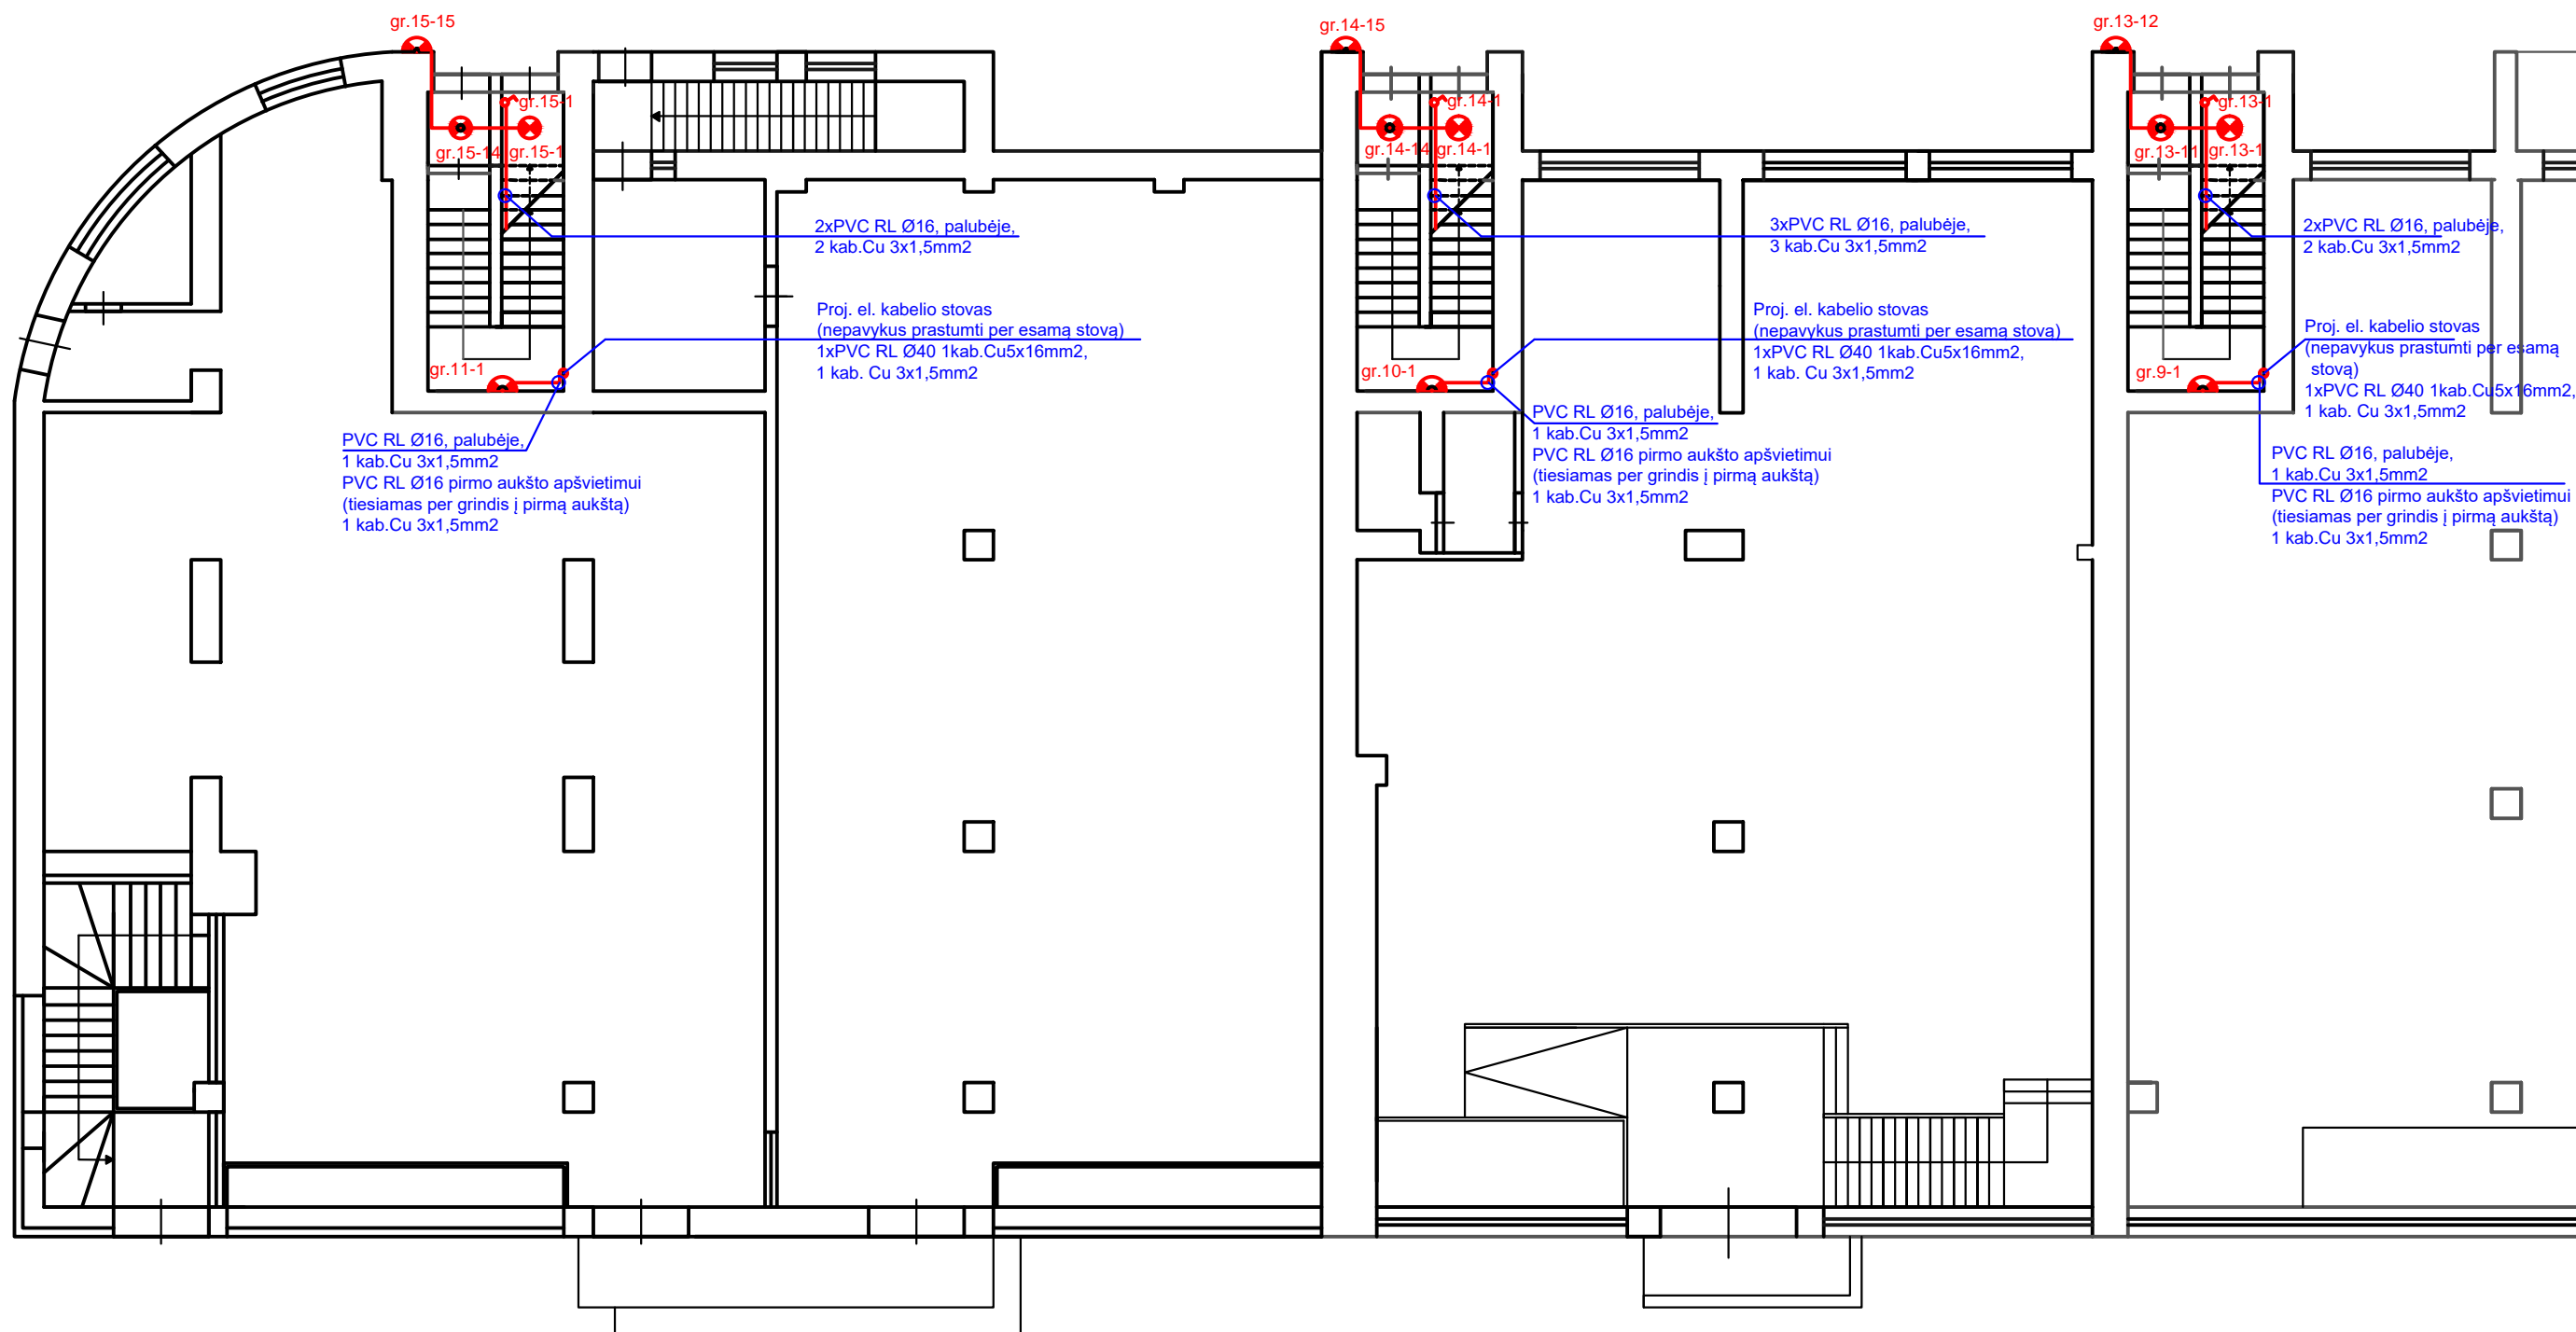 gr.15-15
gr.14-15
gr.13-12
gr.15-1
gr.14-1
gr.13-1
gr.15-14
gr.15-1
gr.14-14
gr.14-1
gr.13-11
gr.13-1
2xPVC RL Ø16, palubėje,
2 kab.Cu 3x1,5mm2
3xPVC RL Ø16, palubėje,
3 kab.Cu 3x1,5mm2
2xPVC RL Ø16, palubėje,
2 kab.Cu 3x1,5mm2
Proj. el. kabelio stovas
(nepavykus prastumti per esamą stovą)
1xPVC RL Ø40 1kab.Cu5x16mm2,
1 kab. Cu 3x1,5mm2
Proj. el. kabelio stovas
(nepavykus prastumti per esamą stovą)
1xPVC RL Ø40 1kab.Cu5x16mm2,
1 kab. Cu 3x1,5mm2
Proj. el. kabelio stovas
(nepavykus prastumti per esamą
stovą)
1xPVC RL Ø40 1kab.Cu5x16mm2,
1 kab. Cu 3x1,5mm2
gr.11-1
gr.10-1
gr.9-1
PVC RL Ø16, palubėje,
1 kab.Cu 3x1,5mm2
PVC RL Ø16 pirmo aukšto apšvietimui
(tiesiamas per grindis į pirmą aukštą)
1 kab.Cu 3x1,5mm2
PVC RL Ø16, palubėje,
1 kab.Cu 3x1,5mm2
PVC RL Ø16 pirmo aukšto apšvietimui
(tiesiamas per grindis į pirmą aukštą)
1 kab.Cu 3x1,5mm2
PVC RL Ø16, palubėje,
1 kab.Cu 3x1,5mm2
PVC RL Ø16 pirmo aukšto apšvietimui
(tiesiamas per grindis į pirmą aukštą)
1 kab.Cu 3x1,5mm2